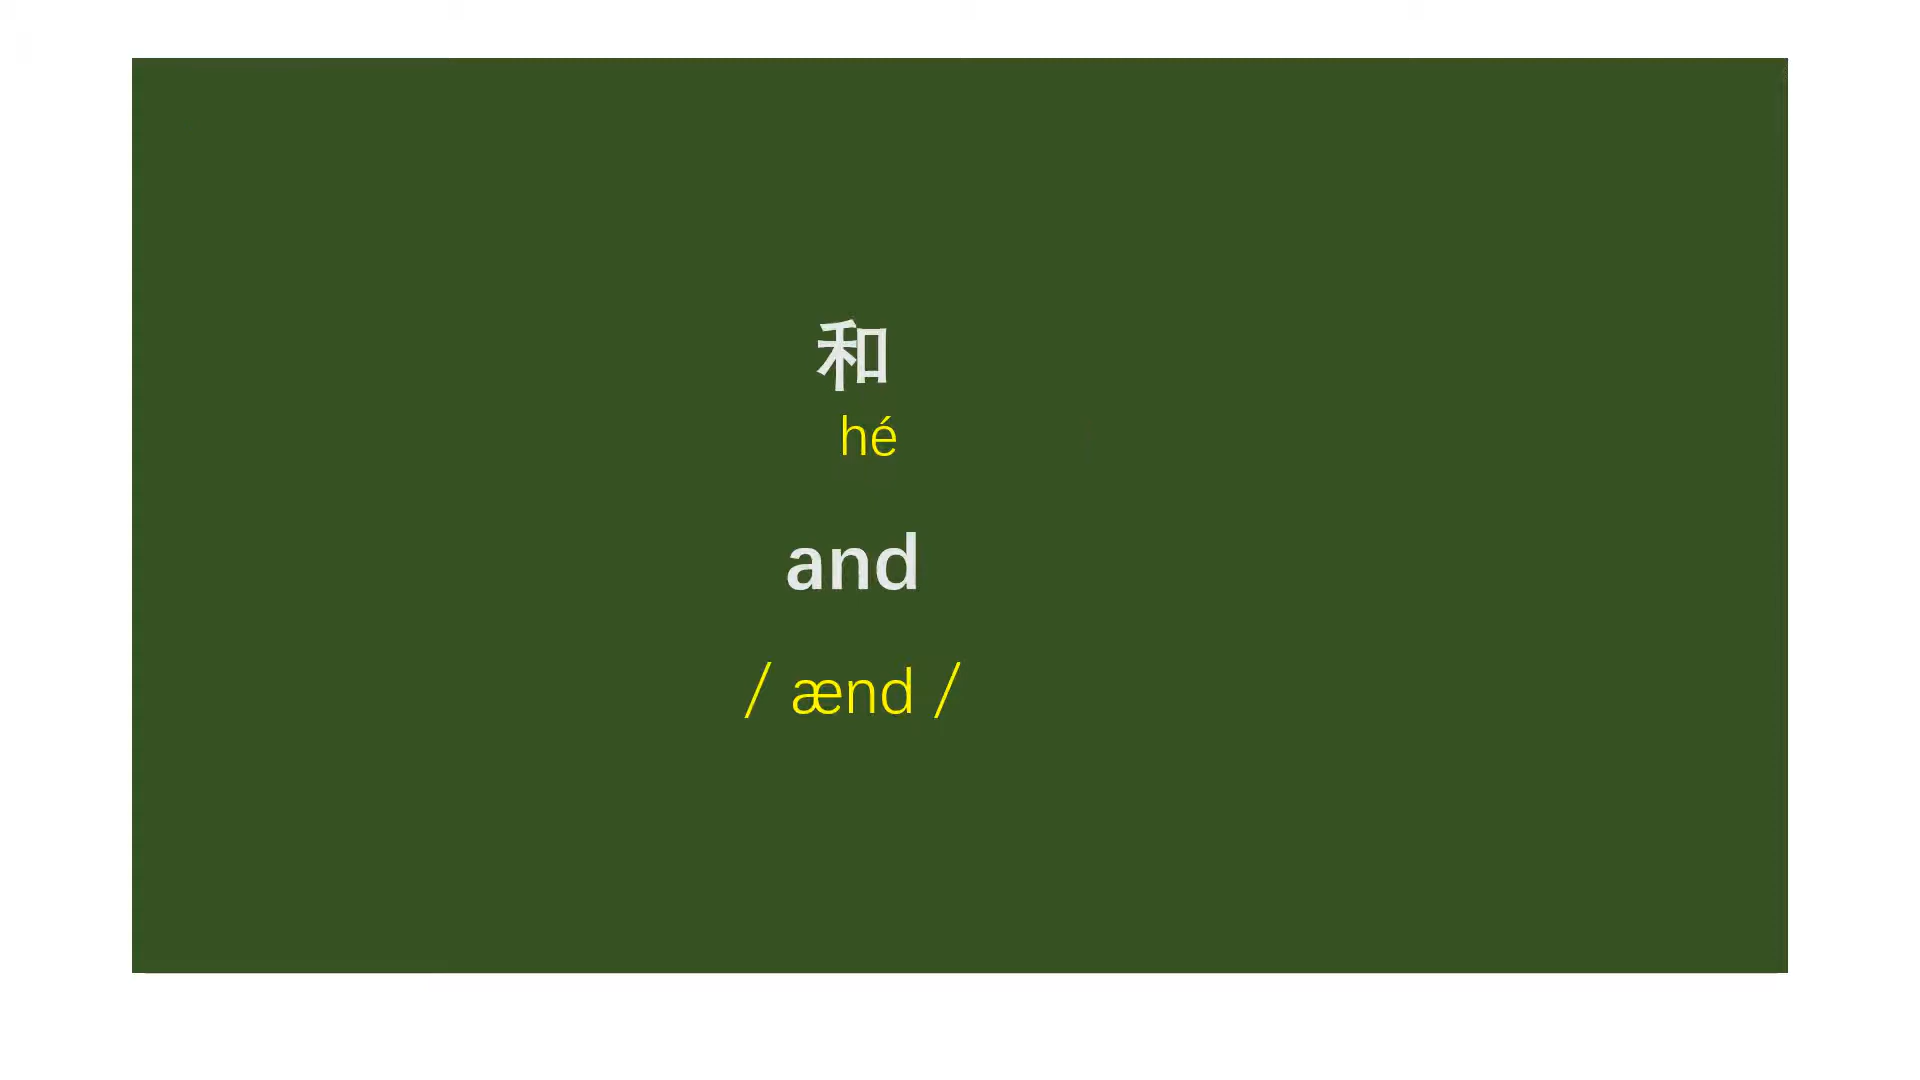 和
hé
and
/ ænd /